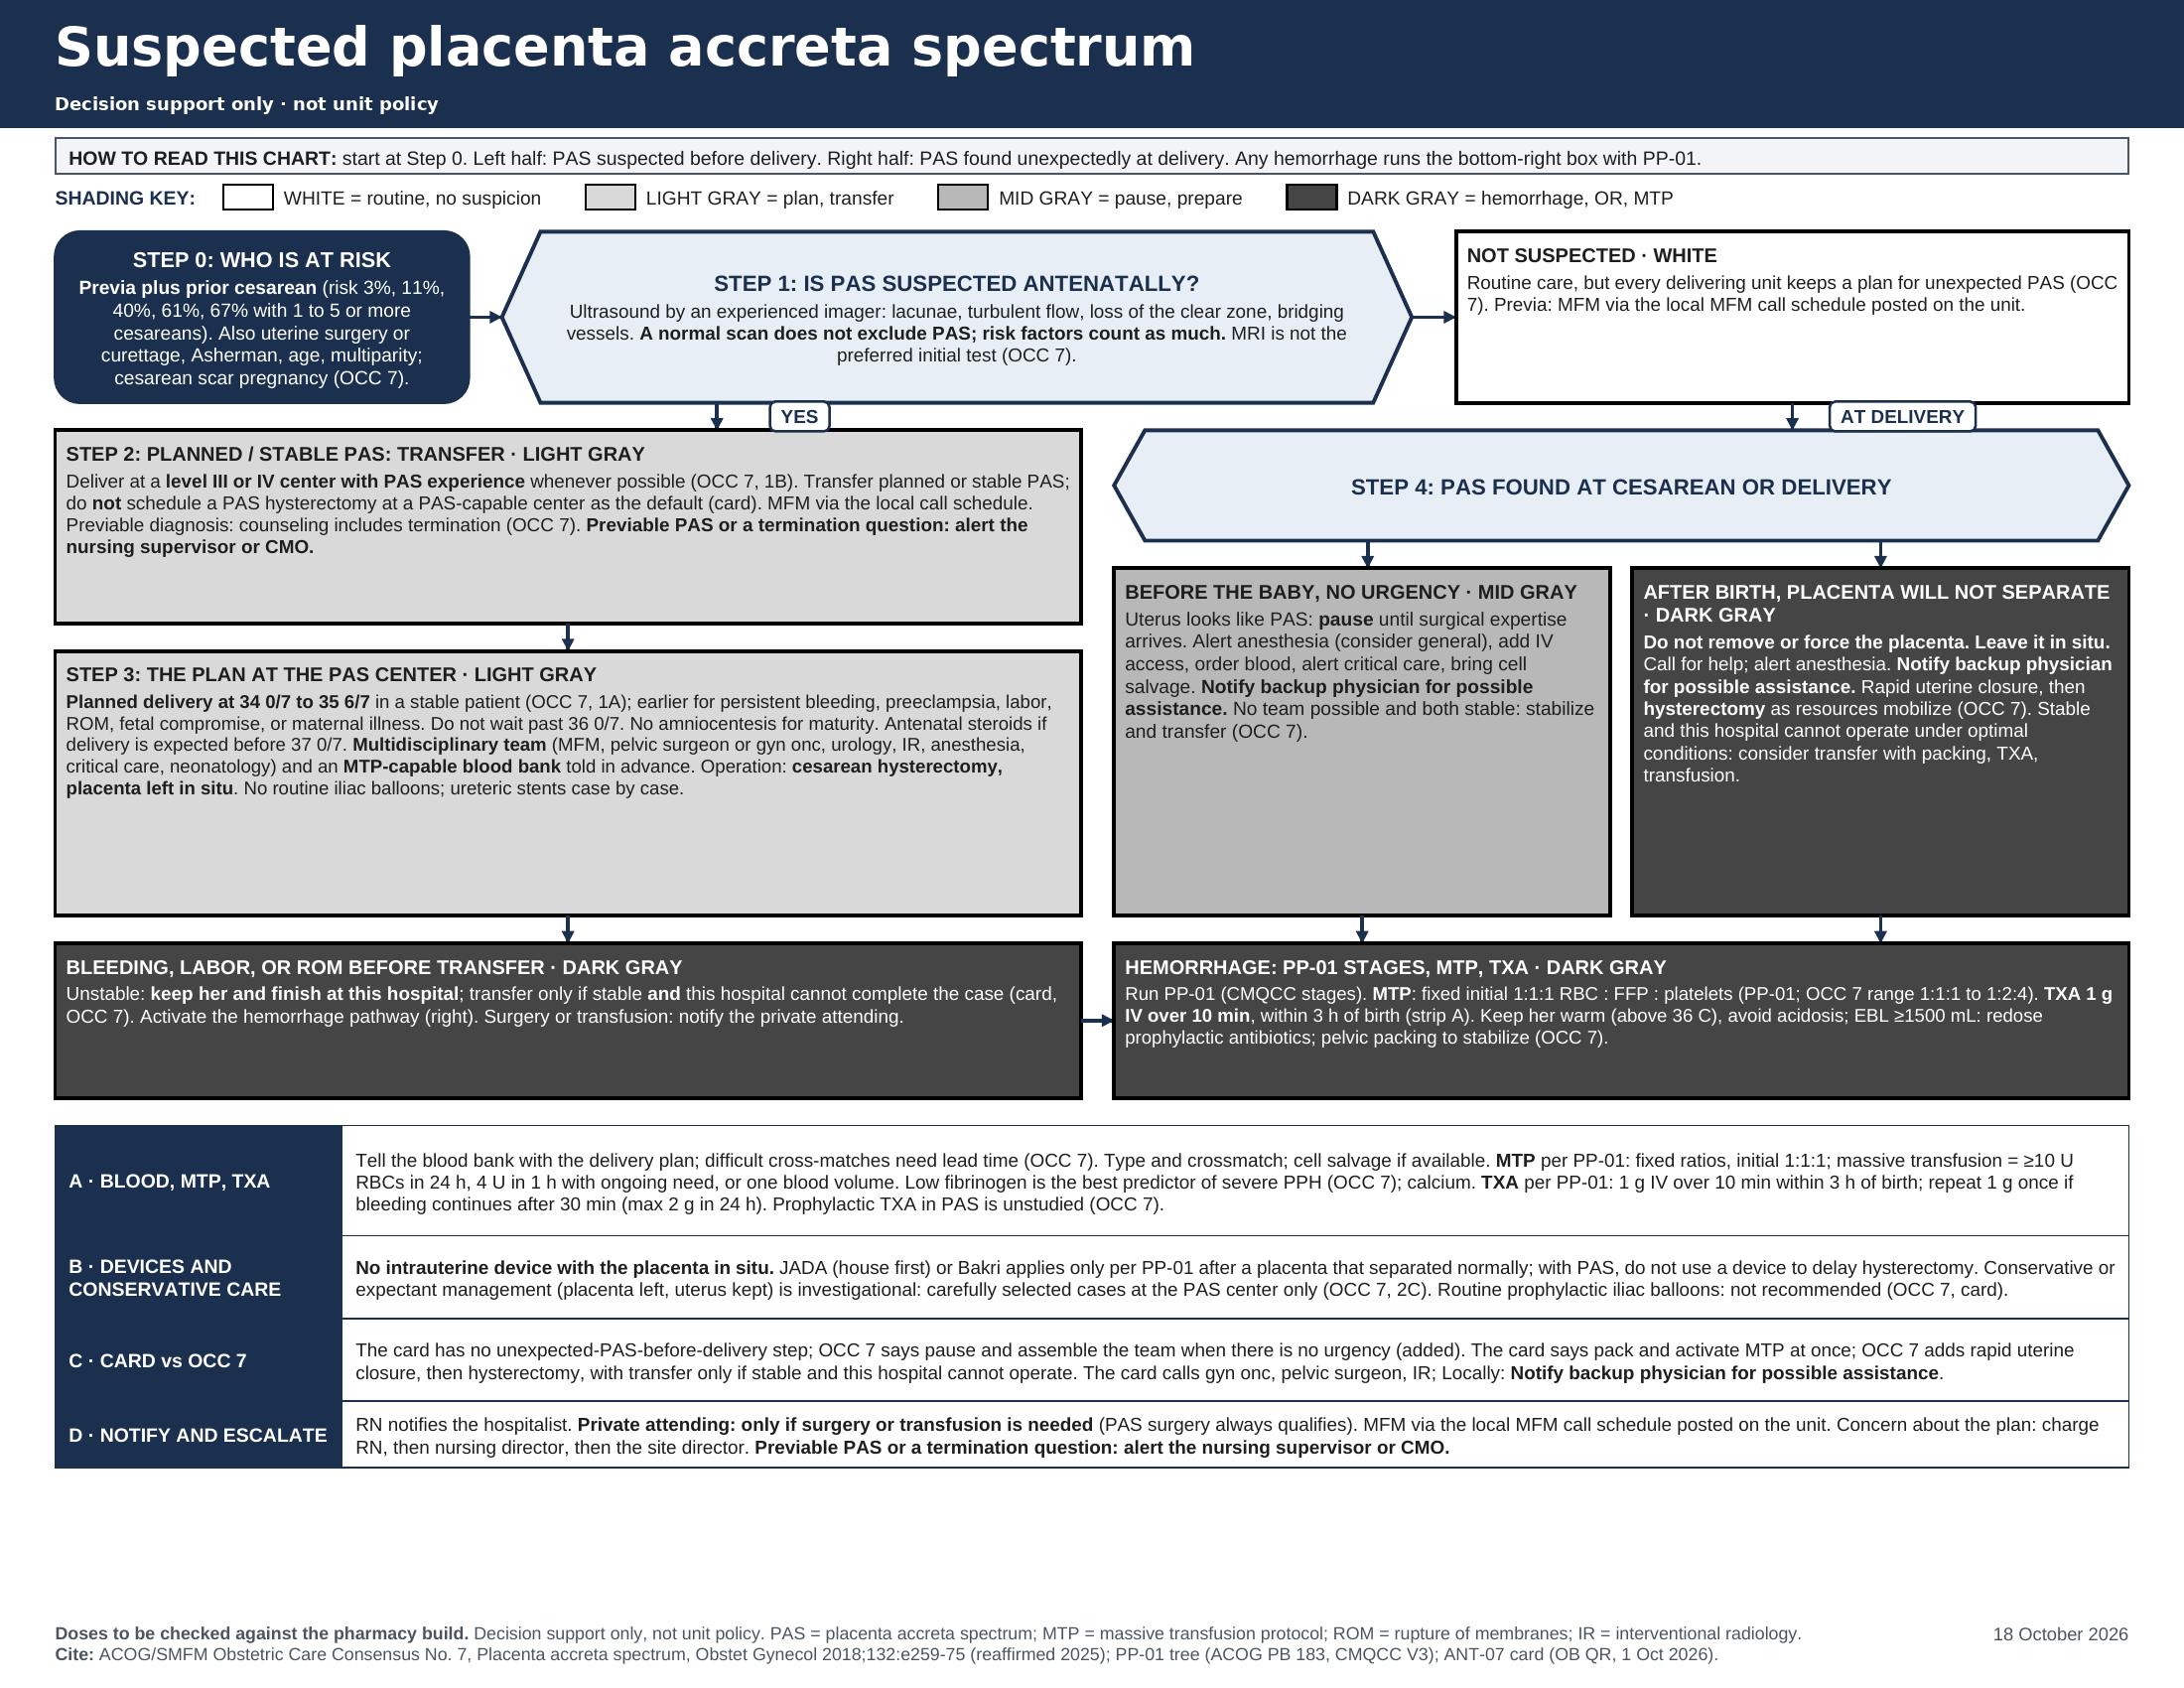 Suspected placenta accreta spectrum
Decision support only · not unit policy
HOW TO READ THIS CHART: start at Step 0. Left half: PAS suspected before delivery. Right half: PAS found unexpectedly at delivery. Any hemorrhage runs the bottom-right box with PP-01.
SHADING KEY:
WHITE = routine, no suspicion
LIGHT GRAY = plan, transfer
MID GRAY = pause, prepare
DARK GRAY = hemorrhage, OR, MTP
STEP 0: WHO IS AT RISK
Previa plus prior cesarean (risk 3%, 11%,
40%, 61%, 67% with 1 to 5 or more
cesareans). Also uterine surgery or
curettage, Asherman, age, multiparity;
cesarean scar pregnancy (OCC 7).
STEP 1: IS PAS SUSPECTED ANTENATALLY?
Ultrasound by an experienced imager: lacunae, turbulent flow, loss of the clear zone, bridging
vessels. A normal scan does not exclude PAS; risk factors count as much. MRI is not the
preferred initial test (OCC 7).
NOT SUSPECTED · WHITE
Routine care, but every delivering unit keeps a plan for unexpected PAS (OCC
7). Previa: MFM via the local MFM call schedule posted on the unit.
YES
AT DELIVERY
STEP 2: PLANNED / STABLE PAS: TRANSFER · LIGHT GRAY
Deliver at a level III or IV center with PAS experience whenever possible (OCC 7, 1B). Transfer planned or stable PAS;
do not schedule a PAS hysterectomy at a PAS-capable center as the default (card). MFM via the local call schedule.
Previable diagnosis: counseling includes termination (OCC 7). Previable PAS or a termination question: alert the
nursing supervisor or CMO.
STEP 4: PAS FOUND AT CESAREAN OR DELIVERY
STEP 3: THE PLAN AT THE PAS CENTER · LIGHT GRAY
Planned delivery at 34 0/7 to 35 6/7 in a stable patient (OCC 7, 1A); earlier for persistent bleeding, preeclampsia, labor,
ROM, fetal compromise, or maternal illness. Do not wait past 36 0/7. No amniocentesis for maturity. Antenatal steroids if
delivery is expected before 37 0/7. Multidisciplinary team (MFM, pelvic surgeon or gyn onc, urology, IR, anesthesia,
critical care, neonatology) and an MTP-capable blood bank told in advance. Operation: cesarean hysterectomy,
placenta left in situ. No routine iliac balloons; ureteric stents case by case.
BEFORE THE BABY, NO URGENCY · MID GRAY
Uterus looks like PAS: pause until surgical expertise
arrives. Alert anesthesia (consider general), add IV
access, order blood, alert critical care, bring cell
salvage. Notify backup physician for possible
assistance. No team possible and both stable: stabilize
and transfer (OCC 7).
AFTER BIRTH, PLACENTA WILL NOT SEPARATE
· DARK GRAY
Do not remove or force the placenta. Leave it in situ.
Call for help; alert anesthesia. Notify backup physician
for possible assistance. Rapid uterine closure, then
hysterectomy as resources mobilize (OCC 7). Stable
and this hospital cannot operate under optimal
conditions: consider transfer with packing, TXA,
transfusion.
BLEEDING, LABOR, OR ROM BEFORE TRANSFER · DARK GRAY
Unstable: keep her and finish at this hospital; transfer only if stable and this hospital cannot complete the case (card,
OCC 7). Activate the hemorrhage pathway (right). Surgery or transfusion: notify the private attending.
HEMORRHAGE: PP-01 STAGES, MTP, TXA · DARK GRAY
Run PP-01 (CMQCC stages). MTP: fixed initial 1:1:1 RBC : FFP : platelets (PP-01; OCC 7 range 1:1:1 to 1:2:4). TXA 1 g
IV over 10 min, within 3 h of birth (strip A). Keep her warm (above 36 C), avoid acidosis; EBL ≥1500 mL: redose
prophylactic antibiotics; pelvic packing to stabilize (OCC 7).
A · BLOOD, MTP, TXA
Tell the blood bank with the delivery plan; difficult cross-matches need lead time (OCC 7). Type and crossmatch; cell salvage if available. MTP per PP-01: fixed ratios, initial 1:1:1; massive transfusion = ≥10 U
RBCs in 24 h, 4 U in 1 h with ongoing need, or one blood volume. Low fibrinogen is the best predictor of severe PPH (OCC 7); calcium. TXA per PP-01: 1 g IV over 10 min within 3 h of birth; repeat 1 g once if
bleeding continues after 30 min (max 2 g in 24 h). Prophylactic TXA in PAS is unstudied (OCC 7).
B · DEVICES AND
CONSERVATIVE CARE
No intrauterine device with the placenta in situ. JADA (house first) or Bakri applies only per PP-01 after a placenta that separated normally; with PAS, do not use a device to delay hysterectomy. Conservative or
expectant management (placenta left, uterus kept) is investigational: carefully selected cases at the PAS center only (OCC 7, 2C). Routine prophylactic iliac balloons: not recommended (OCC 7, card).
C · CARD vs OCC 7
The card has no unexpected-PAS-before-delivery step; OCC 7 says pause and assemble the team when there is no urgency (added). The card says pack and activate MTP at once; OCC 7 adds rapid uterine
closure, then hysterectomy, with transfer only if stable and this hospital cannot operate. The card calls gyn onc, pelvic surgeon, IR; Locally: Notify backup physician for possible assistance.
D · NOTIFY AND ESCALATE
RN notifies the hospitalist. Private attending: only if surgery or transfusion is needed (PAS surgery always qualifies). MFM via the local MFM call schedule posted on the unit. Concern about the plan: charge
RN, then nursing director, then the site director. Previable PAS or a termination question: alert the nursing supervisor or CMO.
Doses to be checked against the pharmacy build. Decision support only, not unit policy. PAS = placenta accreta spectrum; MTP = massive transfusion protocol; ROM = rupture of membranes; IR = interventional radiology.
18 October 2026
Cite: ACOG/SMFM Obstetric Care Consensus No. 7, Placenta accreta spectrum, Obstet Gynecol 2018;132:e259-75 (reaffirmed 2025); PP-01 tree (ACOG PB 183, CMQCC V3); ANT-07 card (OB QR, 1 Oct 2026).